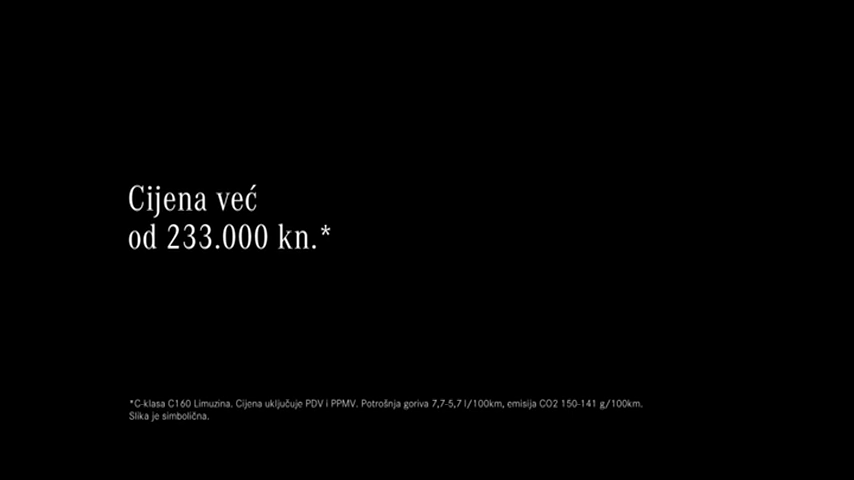 Cijena već
od 233.000 kn.*
*C-klasa C160 Limuzina. Cijena uključuje PDV i PPMV. Potrošnja goriva 7,7-5,7 l/100km, emisija CO2 150-141 g/100km.
Slika je simbolična.